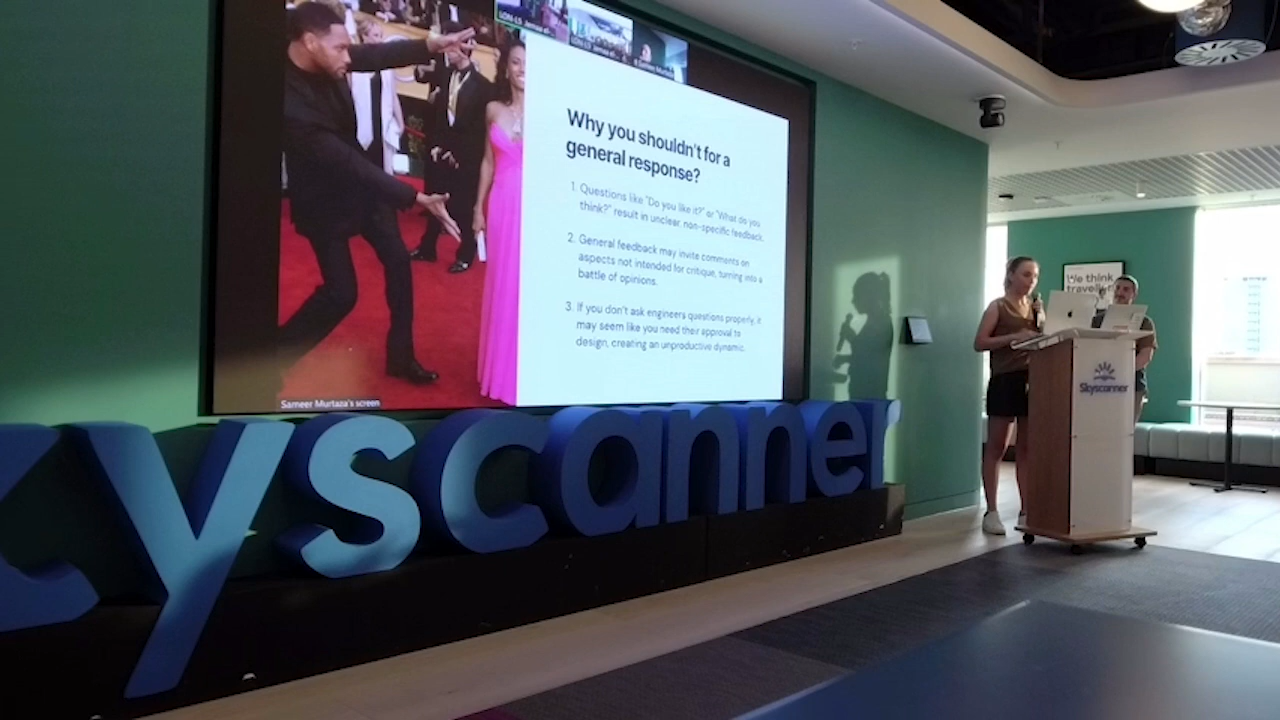 Why you shouldn't for a
general response?
1. Questions like "Do you like it?" or "What do you
think?" result in unclear, non-specific feedback.
2. General feedback may invite comments on
aspects not intended for critique, turning into a
battle of opinions.
3. If you don't ask engineers questions properly, it
may seem like you need their approval to
design, creating an unproductive dynamic.
Sameer Murtaza's screen
We think
Skyscanner
kyscanner